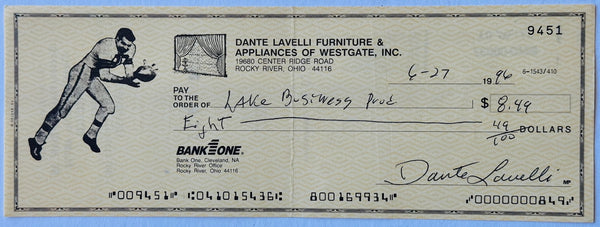 9451
DANTE LAVELLI FURNITURE &
APPLIANCES OF WESTGATE, INC.
19680 CENTER RIDGE ROAD
ROCKY RIVER, OHIO 44116
6-27 1996 6-1543/410
PAY
TO THE
ORDER OF Lake Business Prod $ 8.49
Eight 49/100 DOLLARS
BANK ONE.
Bank One, Cleveland, NA
Rocky River Office
Rocky River, Ohio 44116
Dante Lavelli MP
⑈009451⑈ ⑆041015436⑆ 800169934⑈ ⑈0000000849⑈